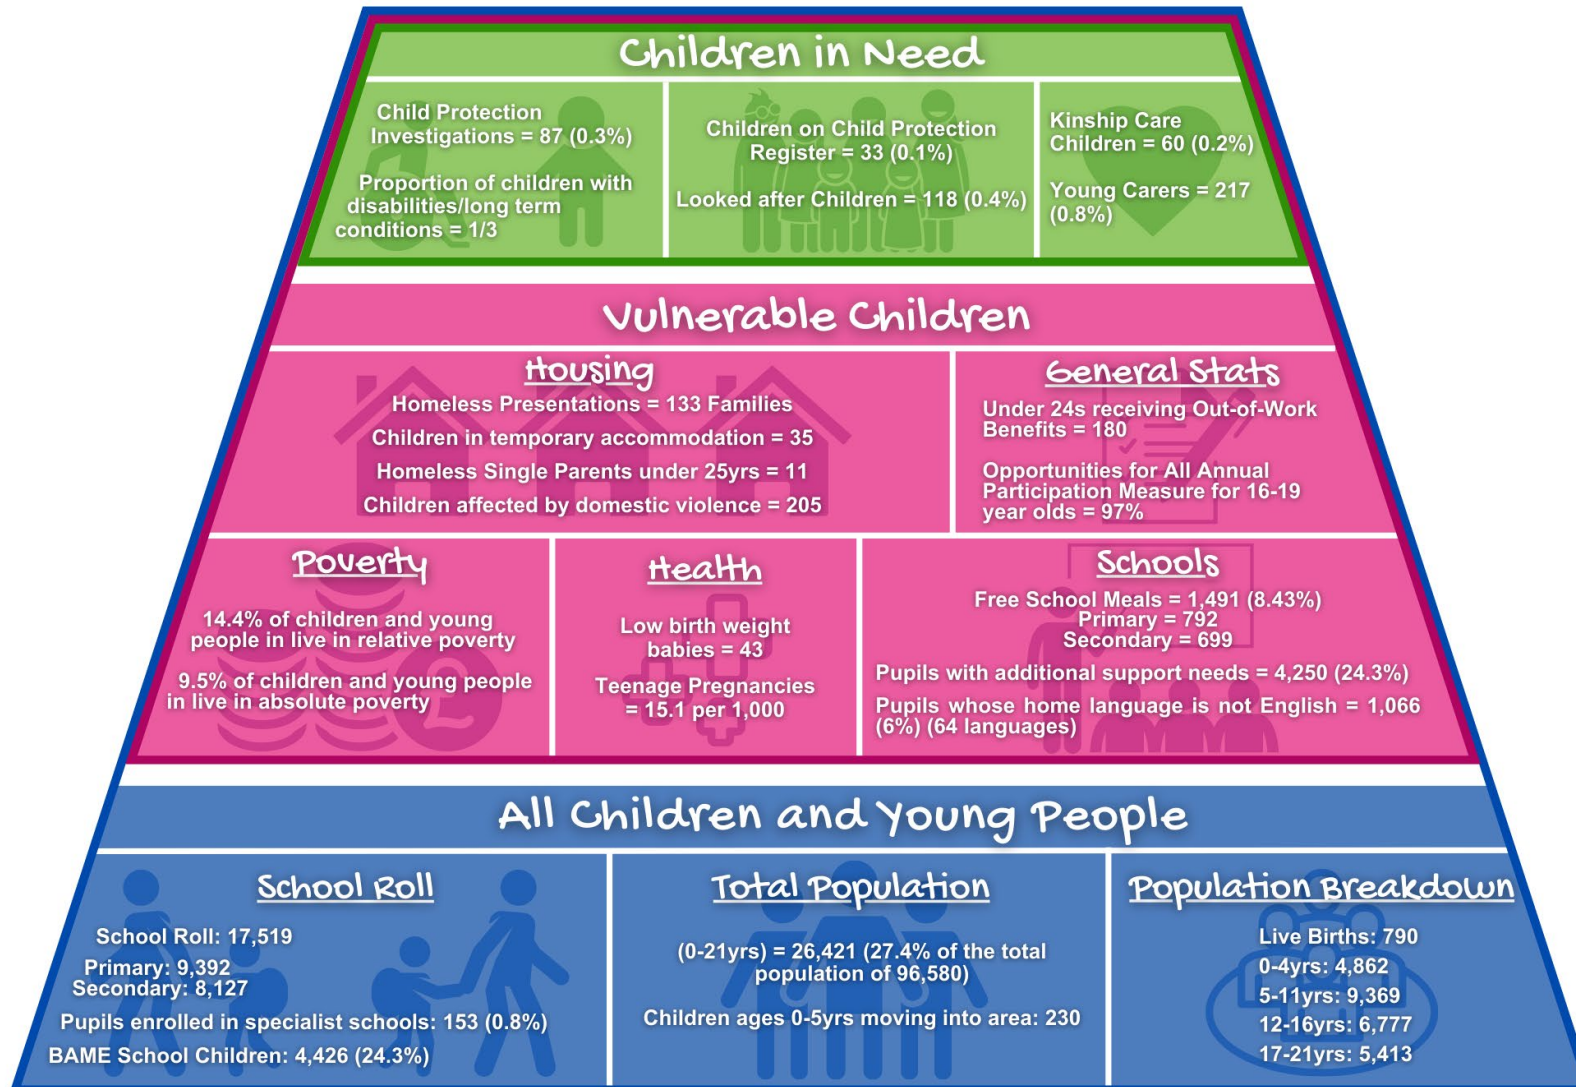 Children in Need
Child Protection
Investigations = 87 (0.3%)
Proportion of children with
disabilities/long term
conditions = 1/3
Children on Child Protection
Register = 33 (0.1%)
Looked after Children = 118 (0.4%)
Kinship Care
Children = 60 (0.2%)
Young Carers = 217
(0.8%)
Vulnerable Children
Housing
Homeless Presentations = 133 Families
Children in temporary accommodation = 35
Homeless Single Parents under 25yrs = 11
Children affected by domestic violence = 205
General Stats
Under 24s receiving Out-of-Work
Benefits = 180
Opportunities for All Annual
Participation Measure for 16-19
year olds = 97%
Poverty
14.4% of children and young
people in live in relative poverty
9.5% of children and young people
in live in absolute poverty
Health
Low birth weight
babies = 43
Teenage Pregnancies
= 15.1 per 1,000
Schools
Free School Meals = 1,491 (8.43%)
Primary = 792
Secondary = 699
Pupils with additional support needs = 4,250 (24.3%)
Pupils whose home language is not English = 1,066
(6%) (64 languages)
All Children and Young People
School Roll
School Roll: 17,519
Primary: 9,392
Secondary: 8,127
Pupils enrolled in specialist schools: 153 (0.8%)
BAME School Children: 4,426 (24.3%)
Total Population
(0-21yrs) = 26,421 (27.4% of the total
population of 96,580)
Children ages 0-5yrs moving into area: 230
Population Breakdown
Live Births: 790
0-4yrs: 4,862
5-11yrs: 9,369
12-16yrs: 6,777
17-21yrs: 5,413